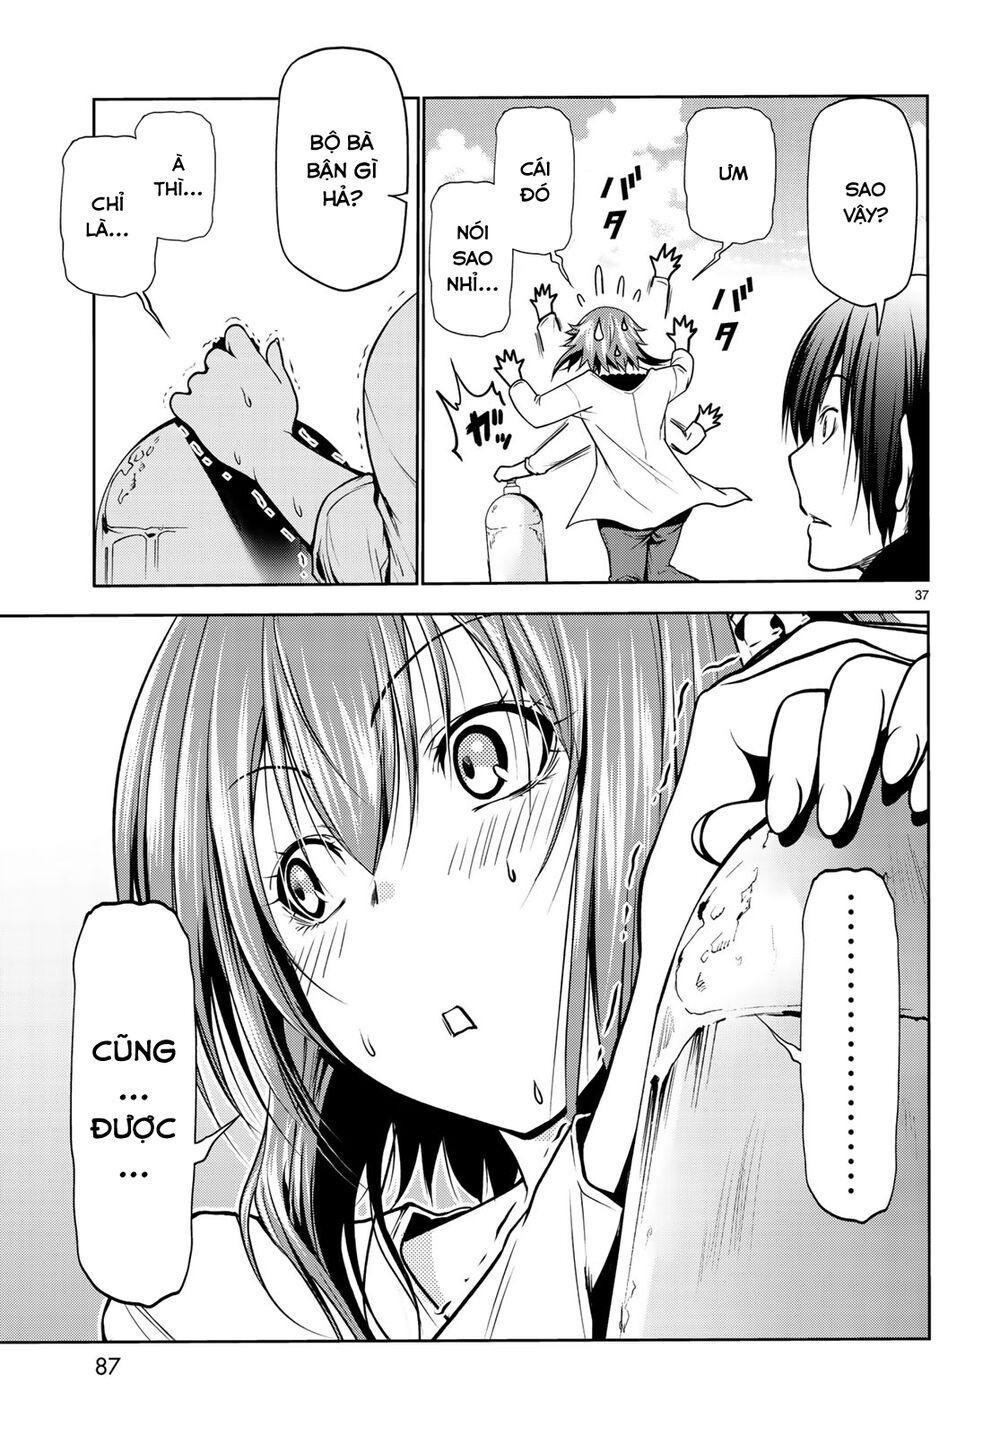 SAO
VẬY?
ƯM
CÁI
ĐÓ
NÓI
SAO
NHỈ...
バタ
バタ
ガッ
BỘ BÀ
BẬN GÌ
HẢ?
À
THÌ...
CHỈ
LÀ...
37
..............
CŨNG
...
ĐƯỢC
...
87